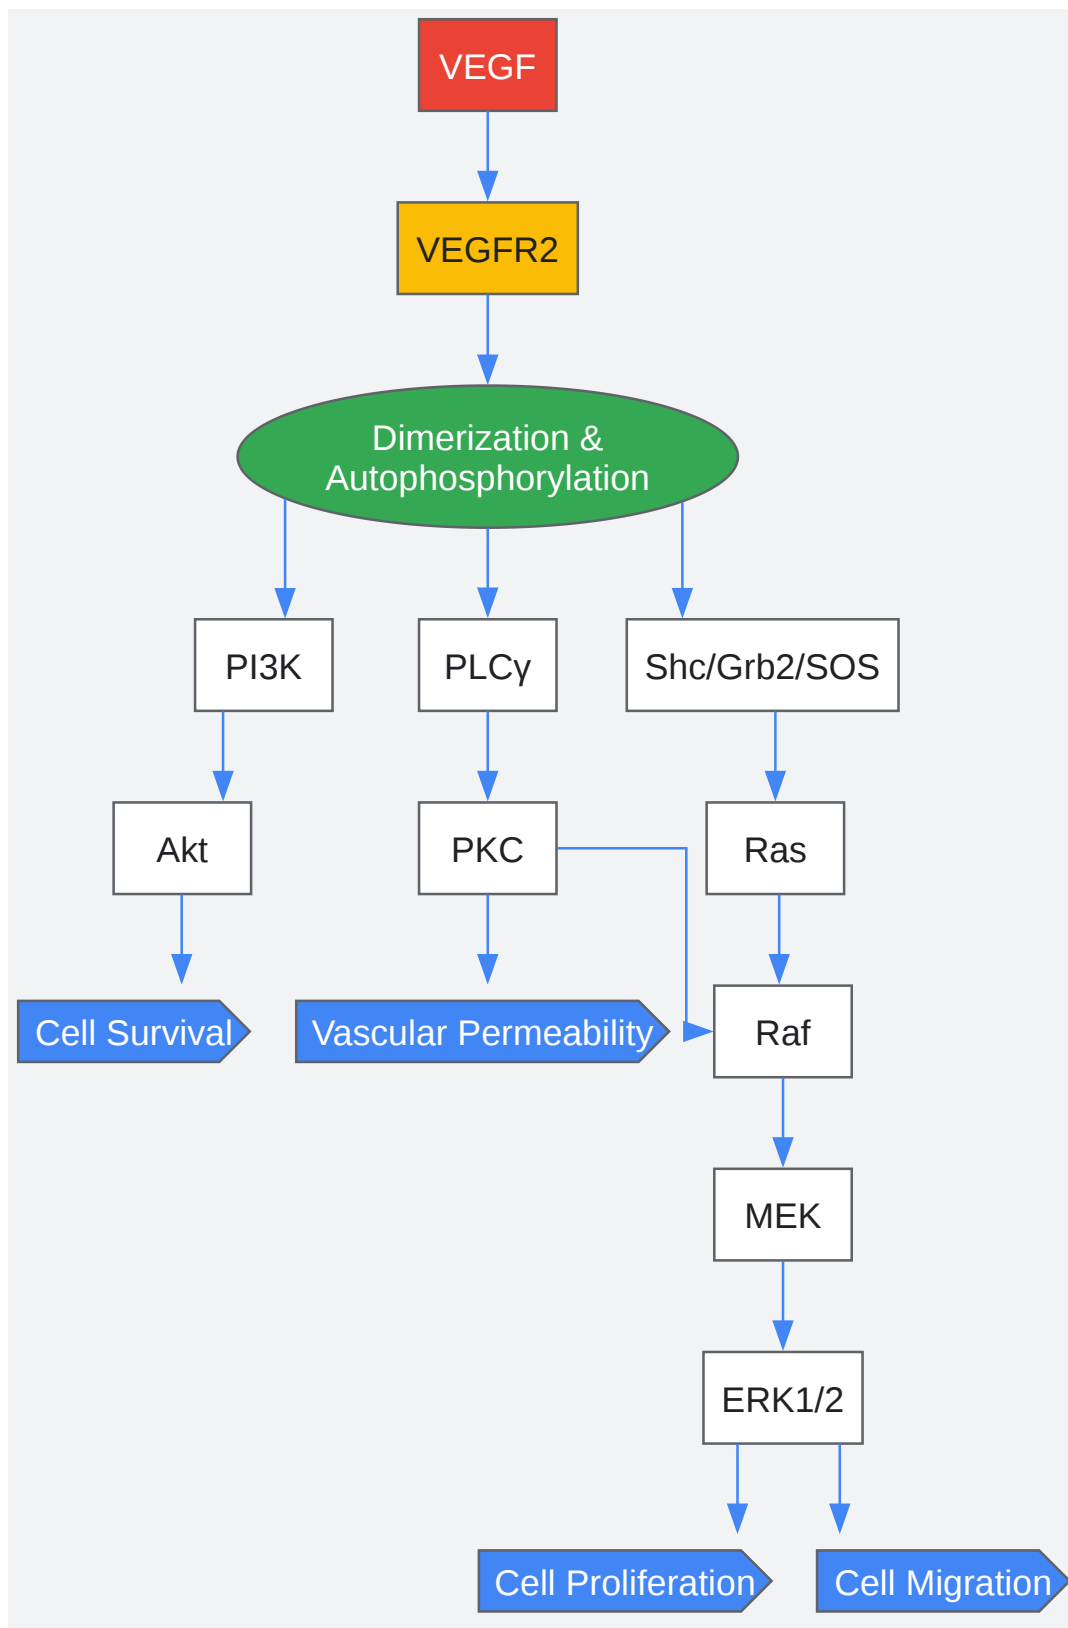 VEGF
VEGFR2
Dimerization &
Autophosphorylation
PI3K
PLCγ
Shc/Grb2/SOS
Akt
PKC
Ras
Cell Survival
Vascular Permeability
Raf
MEK
ERK1/2
Cell Proliferation
Cell Migration